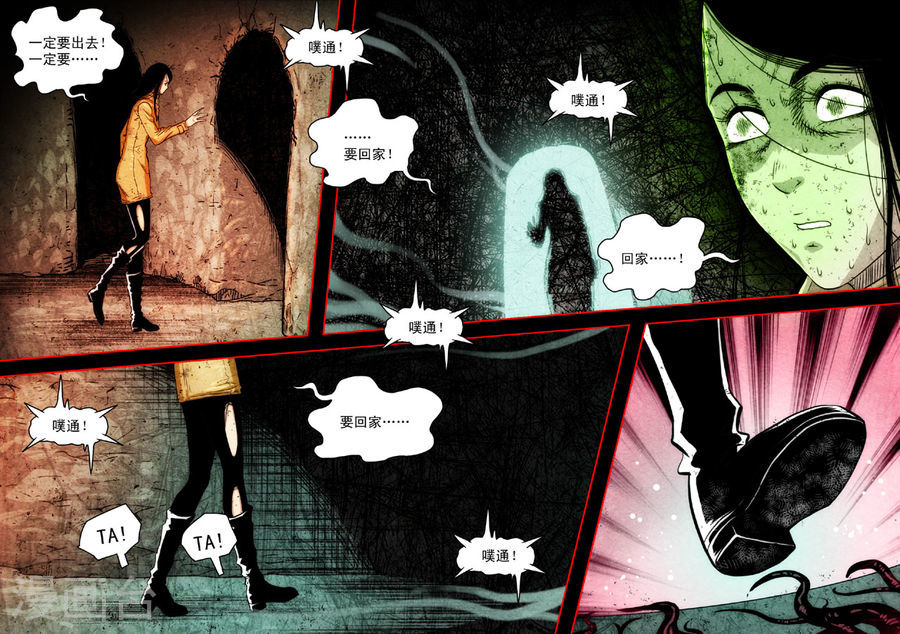 一定要出去！
一定要……
噗通！
……
要回家！
噗通！
回家……！
噗通！
噗通！
要回家……
TA！
TA！
噗通！
漫画台